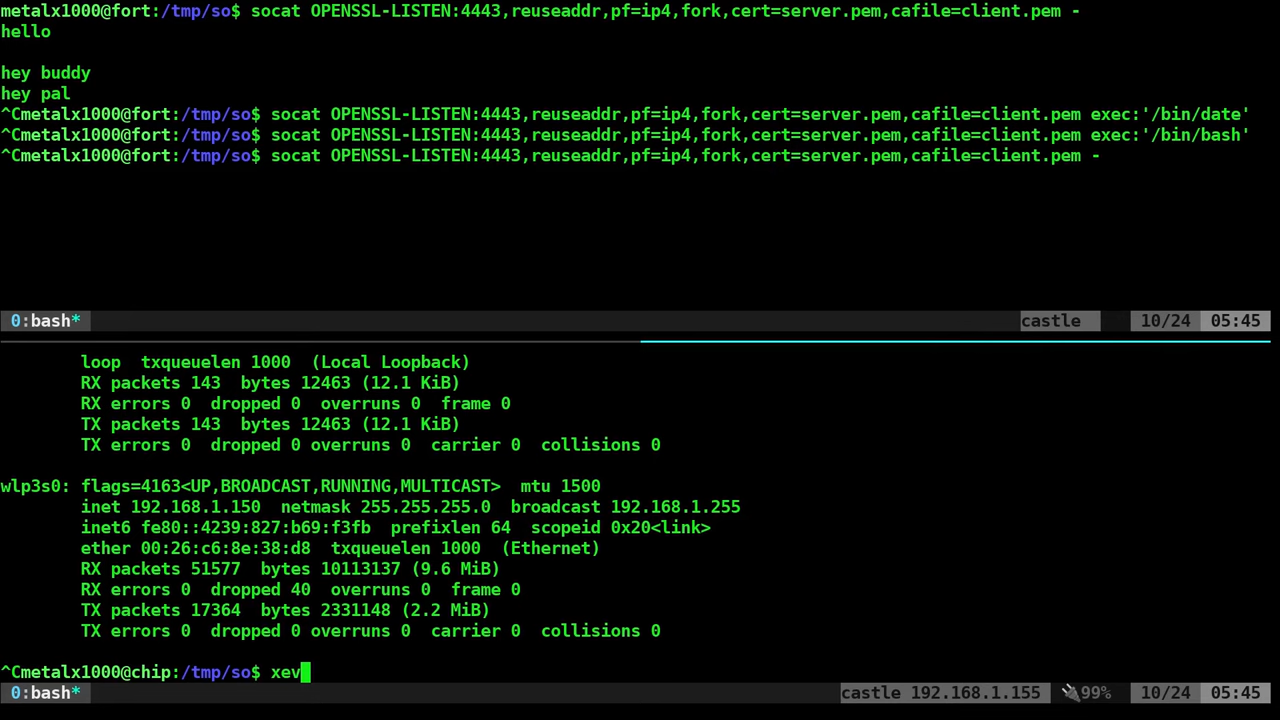 metalx1000@fort:/tmp/so$ socat OPENSSL-LISTEN:4443,reuseaddr,pf=ip4,fork,cert=server.pem,cafile=client.pem -
hello
hey buddy
hey pal
^Cmetalx1000@fort:/tmp/so$ socat OPENSSL-LISTEN:4443,reuseaddr,pf=ip4,fork,cert=server.pem,cafile=client.pem exec:'/bin/date'
^Cmetalx1000@fort:/tmp/so$ socat OPENSSL-LISTEN:4443,reuseaddr,pf=ip4,fork,cert=server.pem,cafile=client.pem exec:'/bin/bash'
^Cmetalx1000@fort:/tmp/so$ socat OPENSSL-LISTEN:4443,reuseaddr,pf=ip4,fork,cert=server.pem,cafile=client.pem -
0:bash* castle 10/24 05:45
loop  txqueuelen 1000  (Local Loopback)
RX packets 143  bytes 12463 (12.1 KiB)
RX errors 0  dropped 0  overruns 0  frame 0
TX packets 143  bytes 12463 (12.1 KiB)
TX errors 0  dropped 0 overruns 0  carrier 0  collisions 0
wlp3s0: flags=4163<UP,BROADCAST,RUNNING,MULTICAST>  mtu 1500
inet 192.168.1.150  netmask 255.255.255.0  broadcast 192.168.1.255
inet6 fe80::4239:827:b69:f3fb  prefixlen 64  scopeid 0x20<link>
ether 00:26:c6:8e:38:d8  txqueuelen 1000  (Ethernet)
RX packets 51577  bytes 10113137 (9.6 MiB)
RX errors 0  dropped 40  overruns 0  frame 0
TX packets 17364  bytes 2331148 (2.2 MiB)
TX errors 0  dropped 0 overruns 0  carrier 0  collisions 0
^Cmetalx1000@chip:/tmp/so$ xev
0:bash* castle 192.168.1.155 99% 10/24 05:45